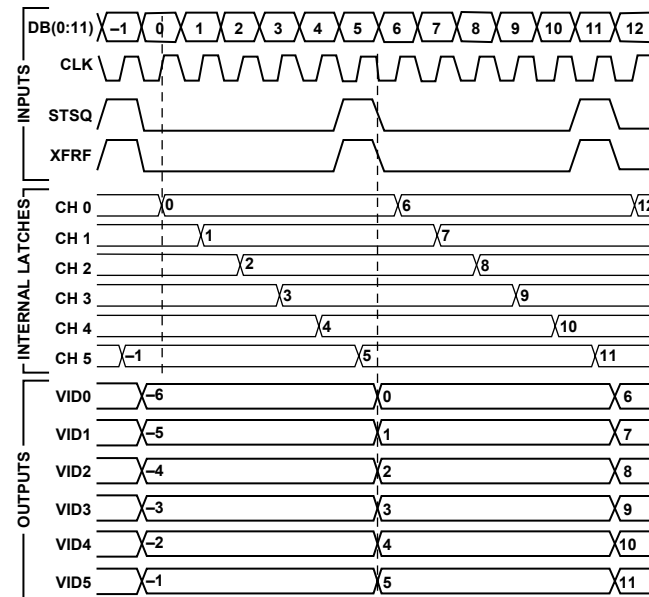 INPUTS
DB(0:11) –1 0 1 2 3 4 5 6 7 8 9 10 11 12
CLK
STSQ
XFRF
INTERNAL LATCHES
CH 0 0 6 12
CH 1 1 7
CH 2 2 8
CH 3 3 9
CH 4 4 10
CH 5 –1 5 11
OUTPUTS
VID0 –6 0 6
VID1 –5 1 7
VID2 –4 2 8
VID3 –3 3 9
VID4 –2 4 10
VID5 –1 5 11